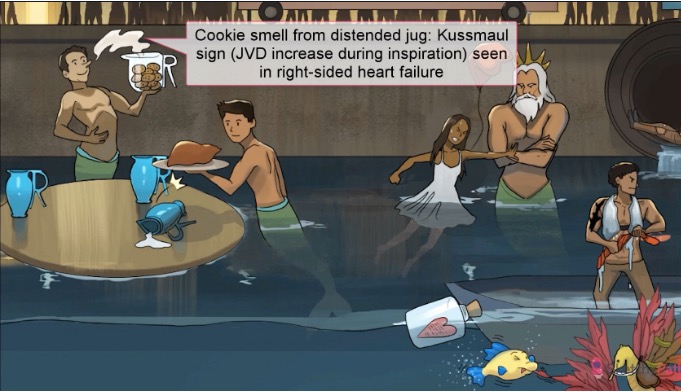 Cookie smell from distended jug: Kussmaul
sign (JVD increase during inspiration) seen
in right-sided heart failure